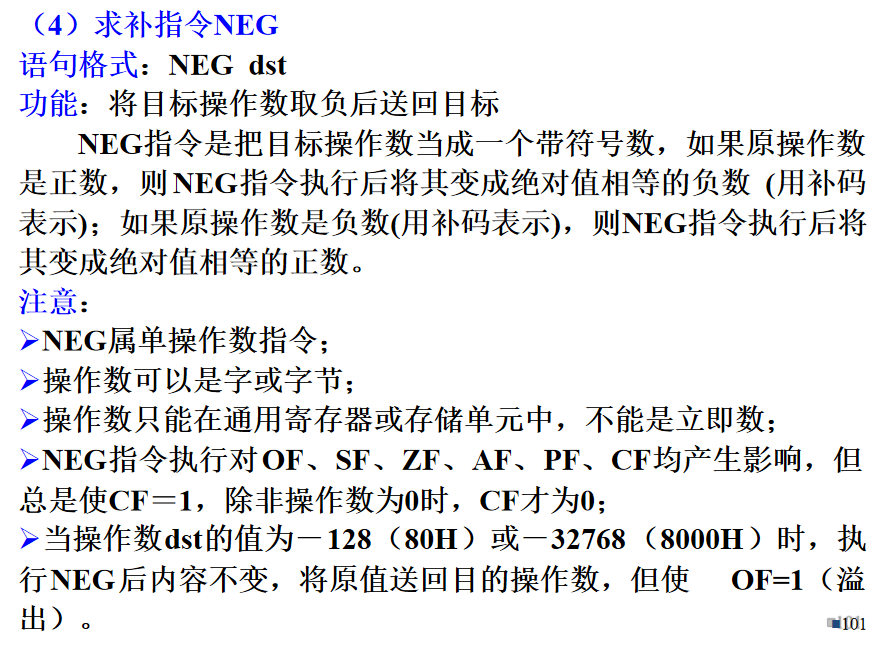 （4）求补指令NEG
语句格式：NEG dst
功能：将目标操作数取负后送回目标
NEG指令是把目标操作数当成一个带符号数，如果原操作数
是正数，则NEG指令执行后将其变成绝对值相等的负数 (用补码
表示)；如果原操作数是负数(用补码表示)，则NEG指令执行后将
其变成绝对值相等的正数。
注意：
➢NEG属单操作数指令；
➢操作数可以是字或字节；
➢操作数只能在通用寄存器或存储单元中，不能是立即数；
➢NEG指令执行对OF、SF、ZF、AF、PF、CF均产生影响，但
总是使CF＝1，除非操作数为0时，CF才为0；
➢当操作数dst的值为－128（80H）或－32768（8000H）时，执
行NEG后内容不变，将原值送回目的操作数，但使 OF=1（溢
出）。
101